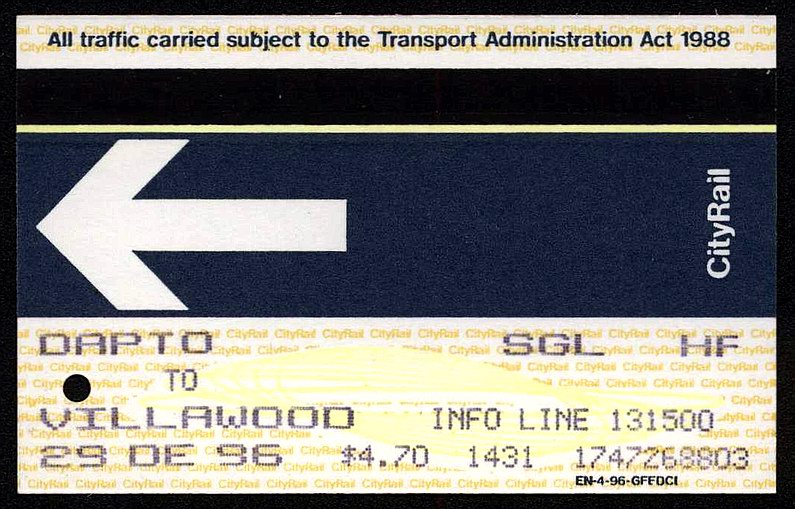 All traffic carried subject to the Transport Administration Act 1988
CityRail
DAPTO SGL HF
TO
VILLAWOOD INFO LINE 131500
29 DE 96 $4.70 1431 1747268803
EN-4-96-GFFDCI